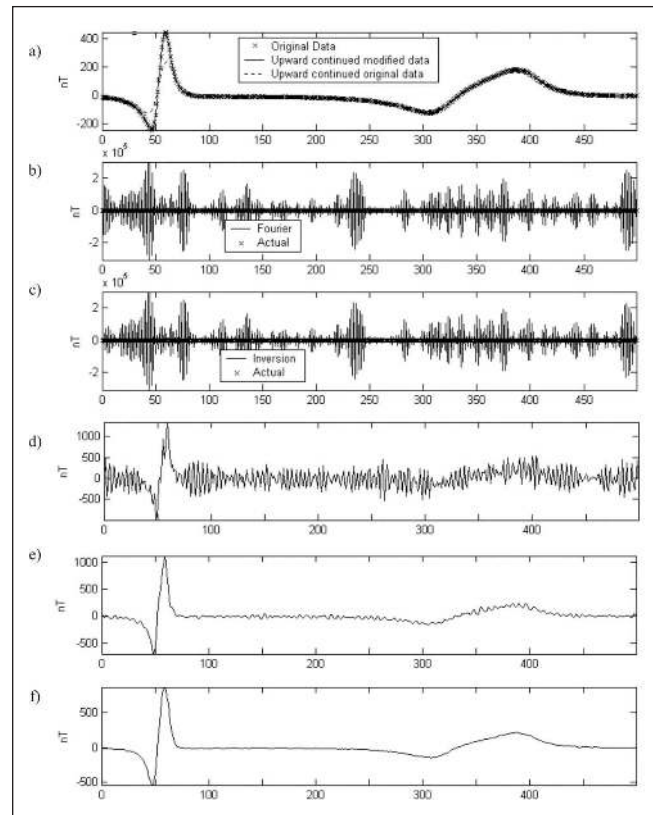 a)
nT
400
200
0
-200
× Original Data
Upward continued modified data
Upward continued original data
0 50 100 150 200 250 300 350 400 450
× 10^5
b)
nT
2
0
-2
Fourier
× Actual
0 50 100 150 200 250 300 350 400 450
× 10^5
c)
nT
2
0
-2
Inversion
× Actual
0 50 100 150 200 250 300 350 400 450
d)
nT
1000
500
0
-500
0 100 200 300 400
e)
nT
1000
500
0
-500
0 100 200 300 400
f)
nT
500
0
-500
0 100 200 300 400